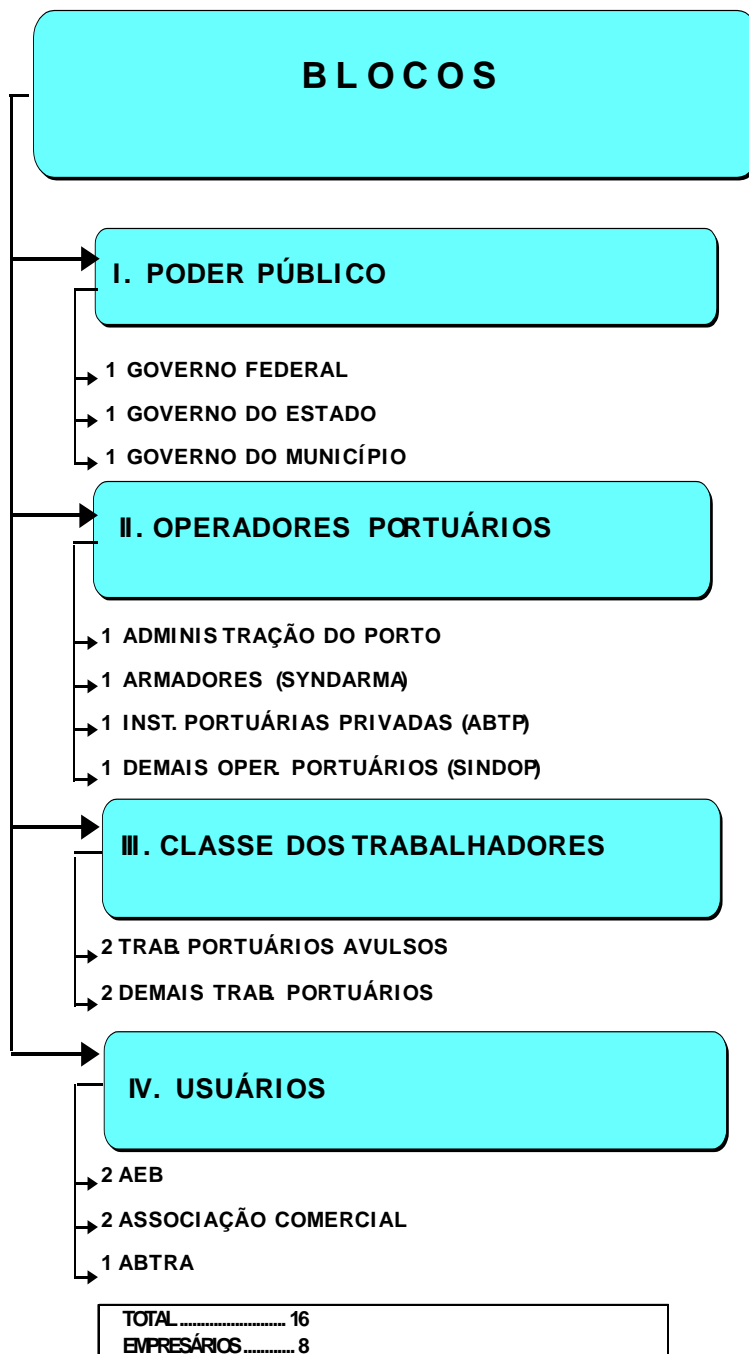 BLOCOS
I. PODER PÚBLICO
1 GOVERNO FEDERAL
1 GOVERNO DO ESTADO
1 GOVERNO DO MUNICÍPIO
II. OPERADORES PORTUÁRIOS
1 ADMINISTRAÇÃO DO PORTO
1 ARMADORES (SYNDARMA)
1 INST. PORTUÁRIAS PRIVADAS (ABTP)
1 DEMAIS OPER. PORTUÁRIOS (SINDOP)
III. CLASSE DOS TRABALHADORES
2 TRAB. PORTUÁRIOS AVULSOS
2 DEMAIS TRAB. PORTUÁRIOS
IV. USUÁRIOS
2 AEB
2 ASSOCIAÇÃO COMERCIAL
1 ABTRA
TOTAL ......................... 16
EMPRESÁRIOS ............ 8